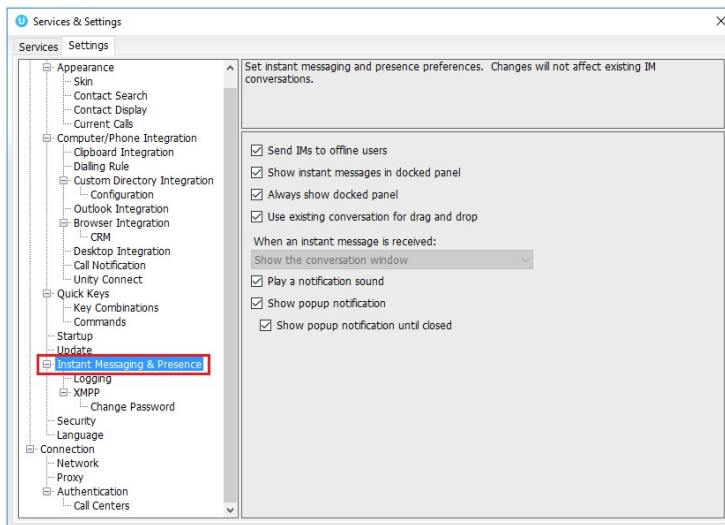 Services & Settings
Services
Settings
Appearance
Skin
Contact Search
Contact Display
Current Calls
Computer/Phone Integration
Clipboard Integration
Dialling Rule
Custom Directory Integration
Configuration
Outlook Integration
Browser Integration
CRM
Desktop Integration
Call Notification
Unity Connect
Quick Keys
Key Combinations
Commands
Startup
Update
Instant Messaging & Presence
Logging
XMPP
Change Password
Security
Language
Connection
Network
Proxy
Authentication
Call Centers
Set instant messaging and presence preferences. Changes will not affect existing IM
conversations.
Send IMs to offline users
Show instant messages in docked panel
Always show docked panel
Use existing conversation for drag and drop
When an instant message is received:
Show the conversation window
Play a notification sound
Show popup notification
Show popup notification until closed